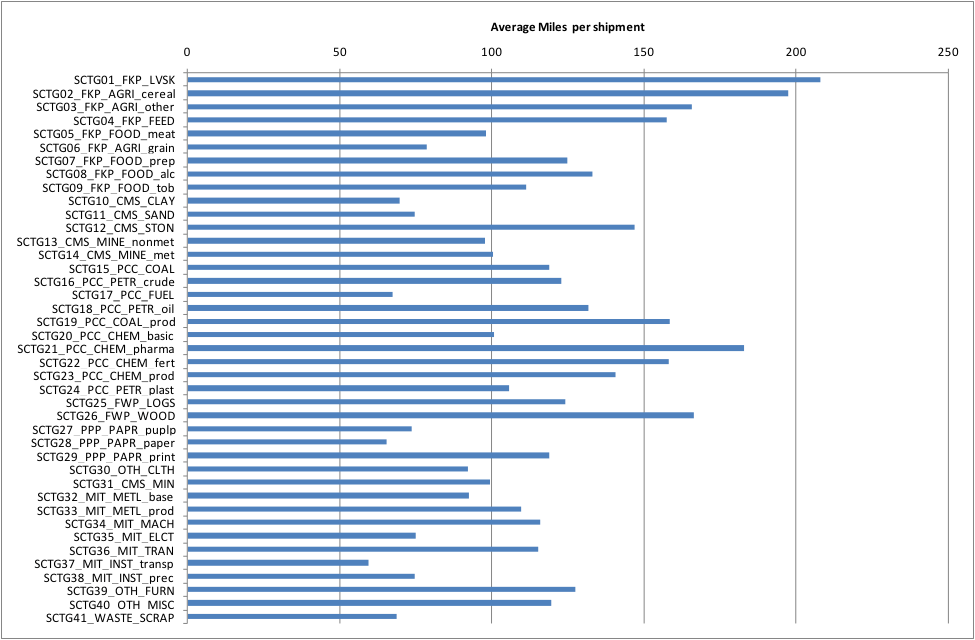 Average Miles per shipment
0 50 100 150 200 250
SCTG01_FKP_LVSK
SCTG02_FKP_AGRI_cereal
SCTG03_FKP_AGRI_other
SCTG04_FKP_FEED
SCTG05_FKP_FOOD_meat
SCTG06_FKP_AGRI_grain
SCTG07_FKP_FOOD_prep
SCTG08_FKP_FOOD_alc
SCTG09_FKP_FOOD_tob
SCTG10_CMS_CLAY
SCTG11_CMS_SAND
SCTG12_CMS_STON
SCTG13_CMS_MINE_nonmet
SCTG14_CMS_MINE_met
SCTG15_PCC_COAL
SCTG16_PCC_PETR_crude
SCTG17_PCC_FUEL
SCTG18_PCC_PETR_oil
SCTG19_PCC_COAL_prod
SCTG20_PCC_CHEM_basic
SCTG21_PCC_CHEM_pharma
SCTG22_PCC_CHEM_fert
SCTG23_PCC_CHEM_prod
SCTG24_PCC_PETR_plast
SCTG25_FWP_LOGS
SCTG26_FWP_WOOD
SCTG27_PPP_PAPR_puplp
SCTG28_PPP_PAPR_paper
SCTG29_PPP_PAPR_print
SCTG30_OTH_CLTH
SCTG31_CMS_MIN
SCTG32_MIT_METL_base
SCTG33_MIT_METL_prod
SCTG34_MIT_MACH
SCTG35_MIT_ELCT
SCTG36_MIT_TRAN
SCTG37_MIT_INST_transp
SCTG38_MIT_INST_prec
SCTG39_OTH_FURN
SCTG40_OTH_MISC
SCTG41_WASTE_SCRAP